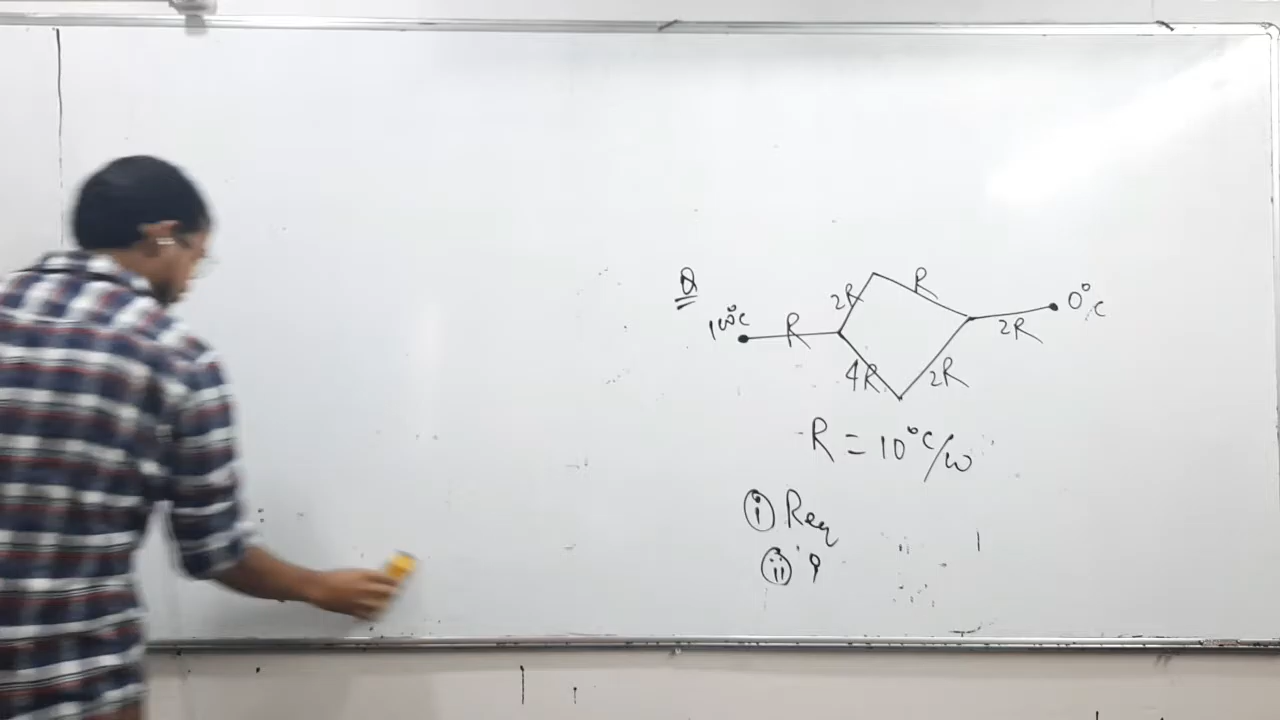 Q
100°C R 2R R 2R 0°C
4R 2R
R = 10°C/W
(i) Req
(ii) i